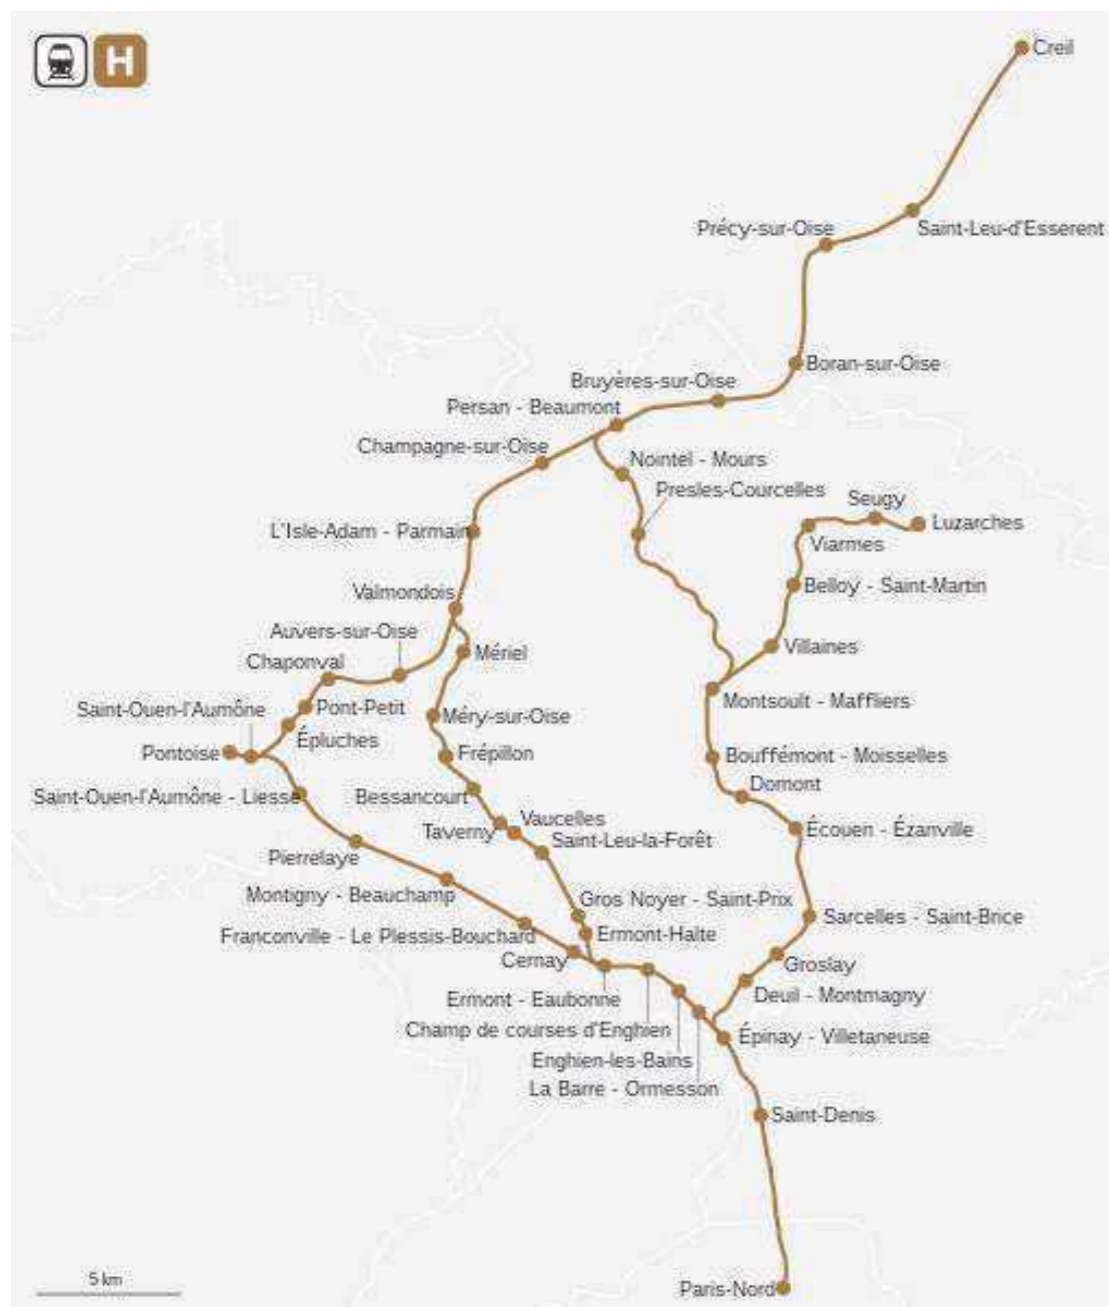 H
Creil
Précy-sur-Oise
Saint-Leu-d'Esserent
Boran-sur-Oise
Bruyères-sur-Oise
Persan - Beaumont
Champagne-sur-Oise
Nointel - Mours
Presles-Courcelles
Seugy
Luzarches
L'Isle-Adam - Parmain
Viarmes
Belloy - Saint-Martin
Valmondois
Auvers-sur-Oise
Villaines
Mériel
Chaponval
Montsoult - Maffliers
Saint-Ouen-l'Aumône
Pont-Petit
Méry-sur-Oise
Épluches
Pontoise
Frépillon
Bouffémont - Moisselles
Domont
Saint-Ouen-l'Aumône - Liesse
Bessancourt
Vaucelles
Taverny
Écouen - Ézanville
Saint-Leu-la-Forêt
Pierrelaye
Montigny - Beauchamp
Gros Noyer - Saint-Prix
Sarcelles - Saint-Brice
Franconville - Le Plessis-Bouchard
Ermont-Halte
Cernay
Groslay
Deuil - Montmagny
Ermont - Eaubonne
Champ de courses d'Enghien
Épinay - Villetaneuse
Enghien-les-Bains
La Barre - Ormesson
Saint-Denis
5 km
Paris-Nord